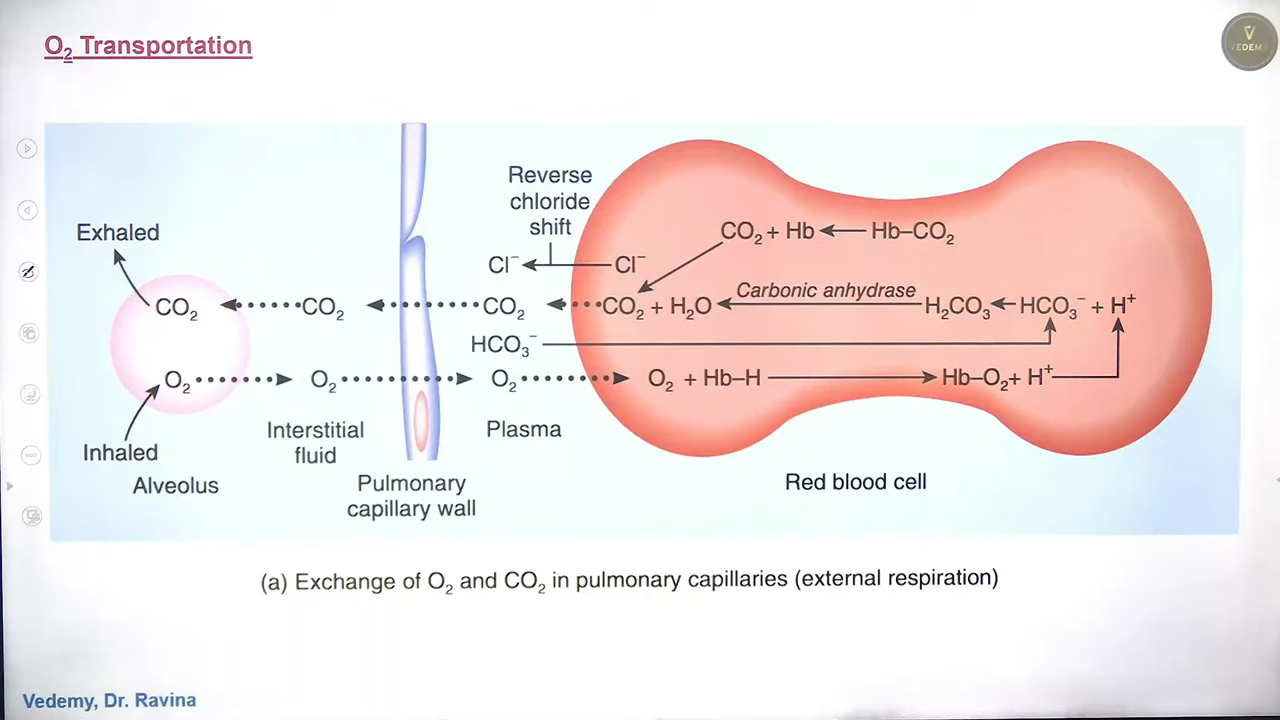 O₂ Transportation
VEDEMY
Reverse
chloride
shift
Exhaled
CO₂ + Hb ← Hb–CO₂
Cl⁻ ← Cl⁻
CO₂ CO₂ CO₂ CO₂ + H₂O ← Carbonic anhydrase H₂CO₃ ← HCO₃⁻ + H⁺
HCO₃⁻
O₂ O₂ O₂ O₂ + Hb–H → Hb–O₂ + H⁺
Inhaled
Interstitial
fluid
Plasma
Alveolus
Pulmonary
capillary wall
Red blood cell
(a) Exchange of O₂ and CO₂ in pulmonary capillaries (external respiration)
Vedemy, Dr. Ravina